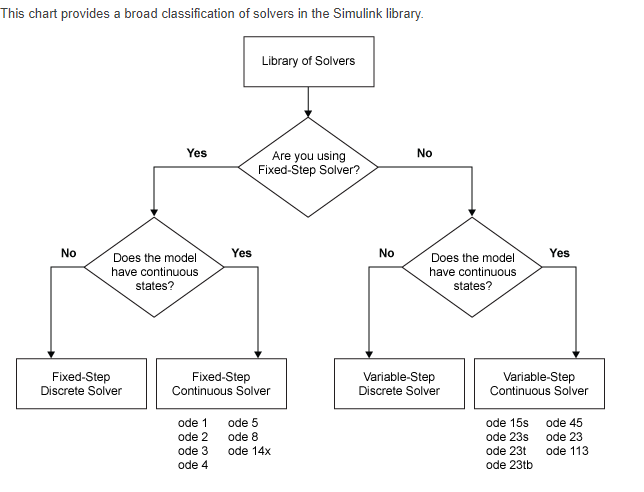 This chart provides a broad classification of solvers in the Simulink library.
Library of Solvers
Yes
Are you using
Fixed-Step Solver?
No
No
Does the model
have continuous
states?
Yes
No
Does the model
have continuous
states?
Yes
Fixed-Step
Discrete Solver
Fixed-Step
Continuous Solver
ode 1 ode 5
ode 2 ode 8
ode 3 ode 14x
ode 4
Variable-Step
Discrete Solver
Variable-Step
Continuous Solver
ode 15s ode 45
ode 23s ode 23
ode 23t ode 113
ode 23tb